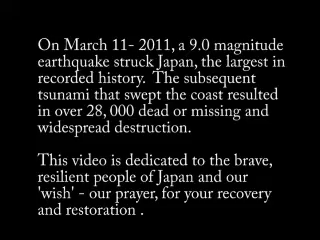 On March 11- 2011, a 9.0 magnitude
earthquake struck Japan, the largest in
recorded history.  The subsequent
tsunami that swept the coast resulted
in over 28, 000 dead or missing and
widespread destruction.

This video is dedicated to the brave,
resilient people of Japan and our
'wish' - our prayer, for your recovery
and restoration .